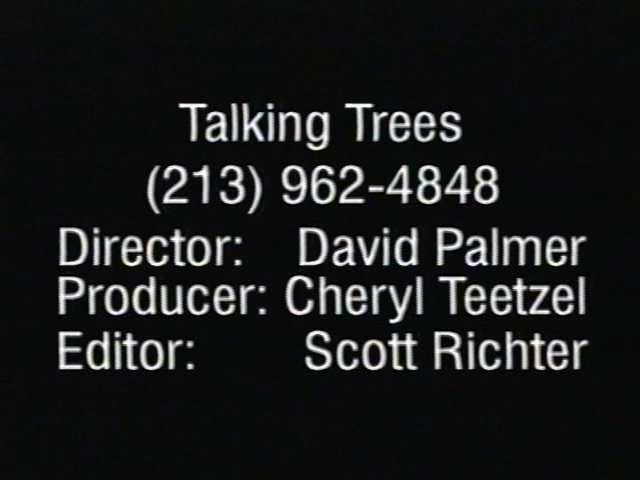 Talking Trees
(213) 962-4848
Director: David Palmer
Producer: Cheryl Teetzel
Editor: Scott Richter